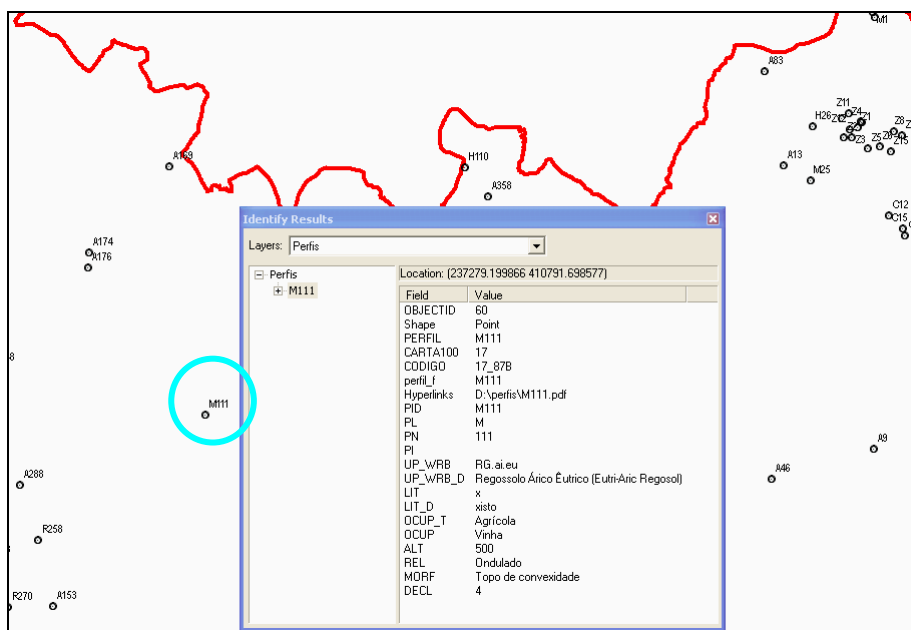 M1
A83
Z11
Z4
H26
Z1
Z8
Z3
Z5
Z15
A169
H110
A13
M25
A358
C12
C15
Identify Results
Layers: Perfis
A174
A176
Perfis
M111
Location: (237279.199866 410791.698577)
Field Value
OBJECTID 60
Shape Point
PERFIL M111
CARTA100 17
CODIGO 17_87B
perfil_f M111
Hyperlinks D:\perfis\M111.pdf
PID M111
PL M
PN 111
PI
UP_WRB RG.ai.eu
UP_WRB_D Regossolo Árico Êutrico (Eutri-Aric Regosol)
LIT x
LIT_D xisto
OCUP_T Agrícola
OCUP Vinha
ALT 500
REL Ondulado
MORF Topo de convexidade
DECL 4
M111
A9
A46
A288
R258
R270
A153